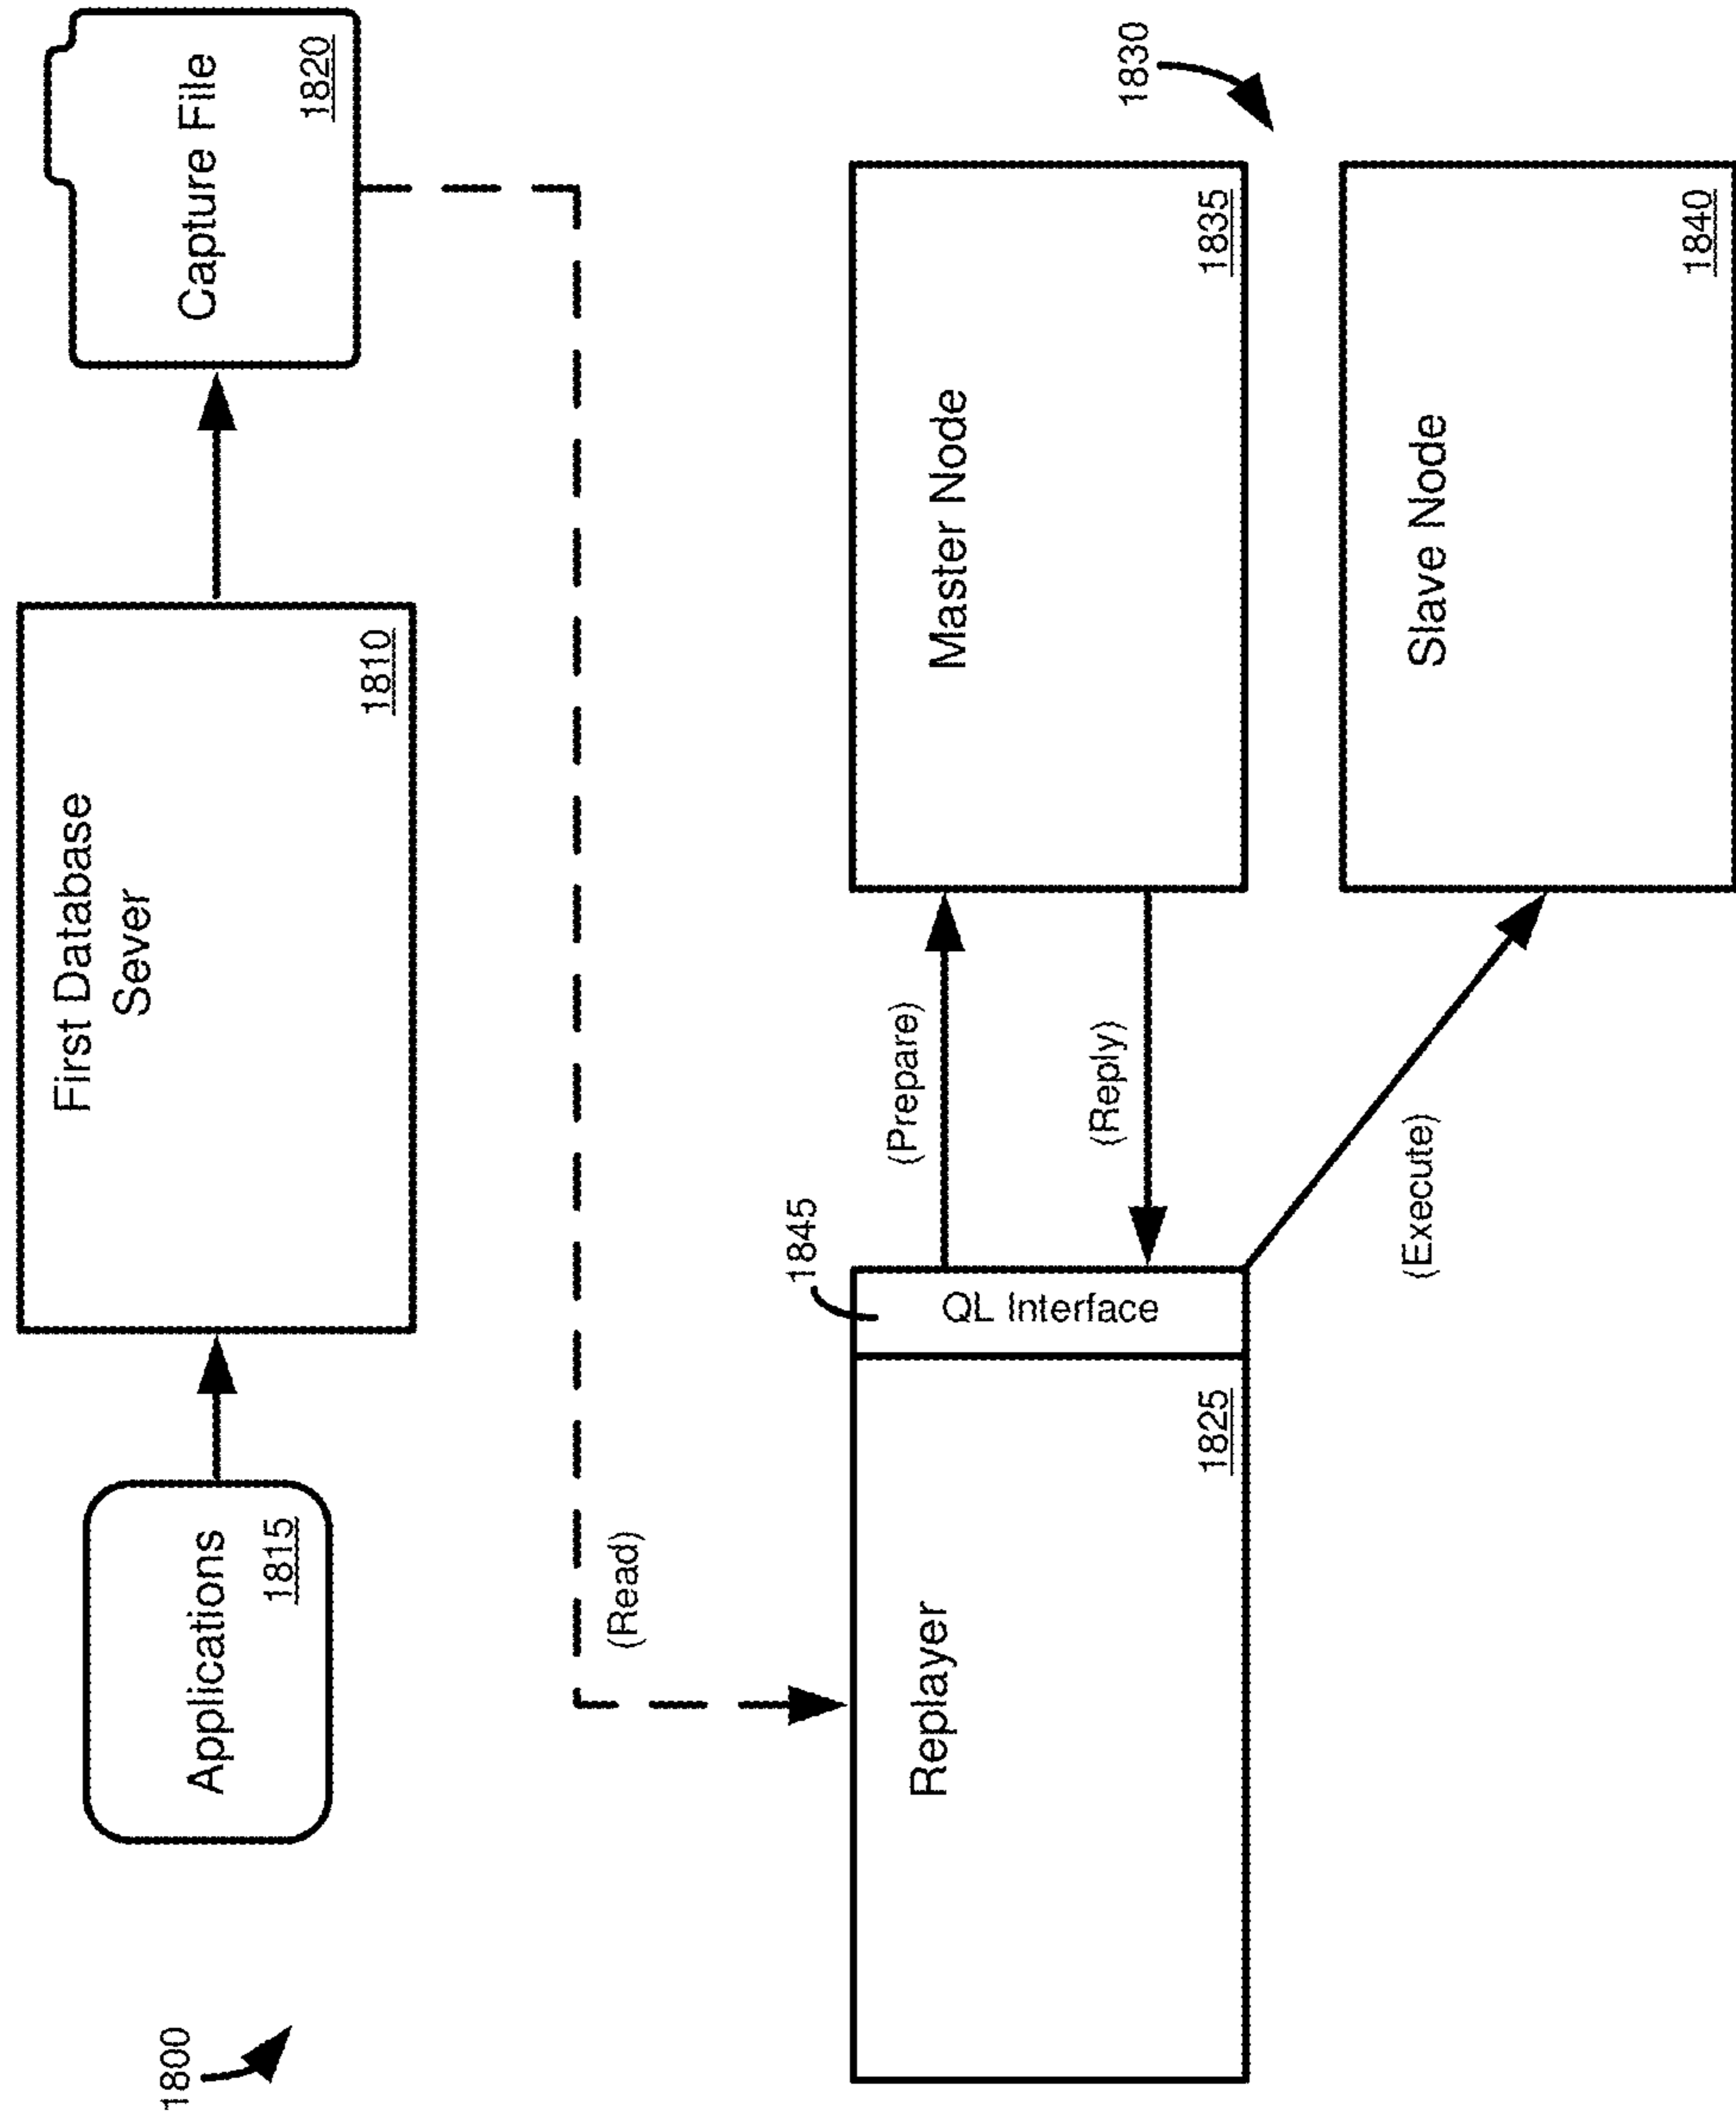 1800
Applications
1815
First Database
Sever
1810
Capture File
1820
(Read)
Replayer
1825
1845
QL Interface
(Prepare)
(Reply)
(Execute)
1830
Master Node
1835
Slave Node
1840